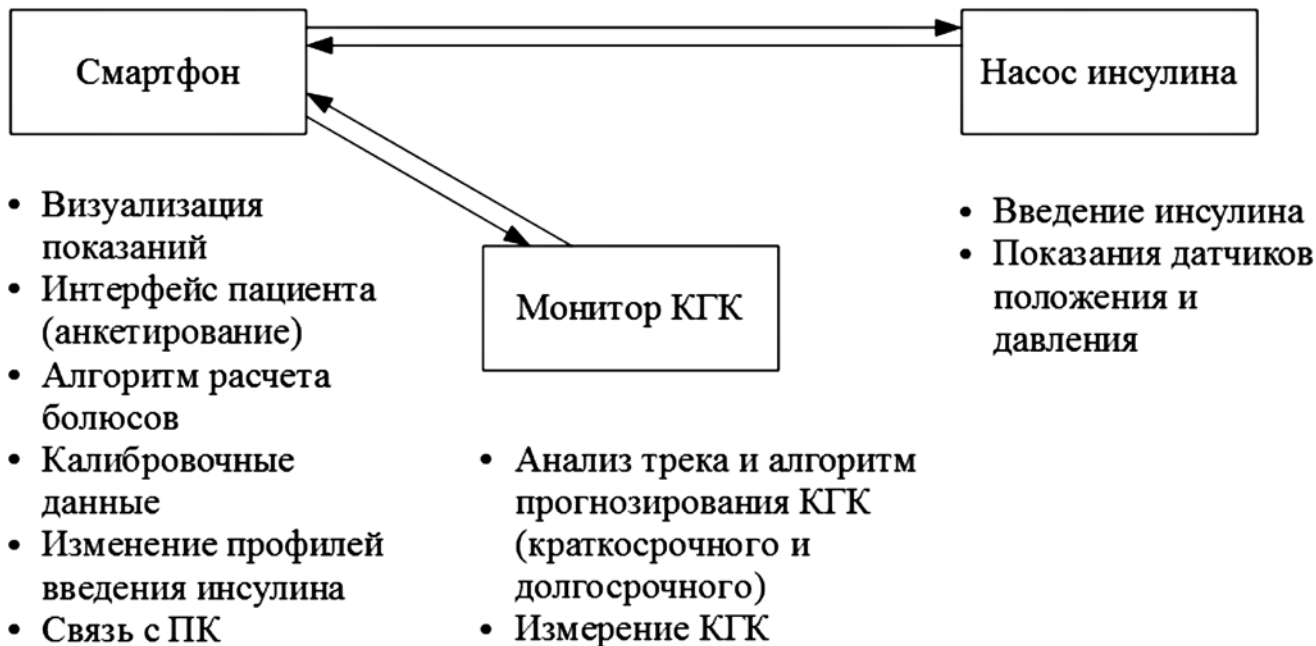 Смартфон
Насос инсулина
• Визуализация
показаний
• Интерфейс пациента
(анкетирование)
• Алгоритм расчета
болюсов
• Калибровочные
данные
• Изменение профилей
введения инсулина
• Связь с ПК
Монитор КГК
• Анализ трека и алгоритм
прогнозирования КГК
(краткосрочного и
долгосрочного)
• Измерение КГК
• Введение инсулина
• Показания датчиков
положения и
давления